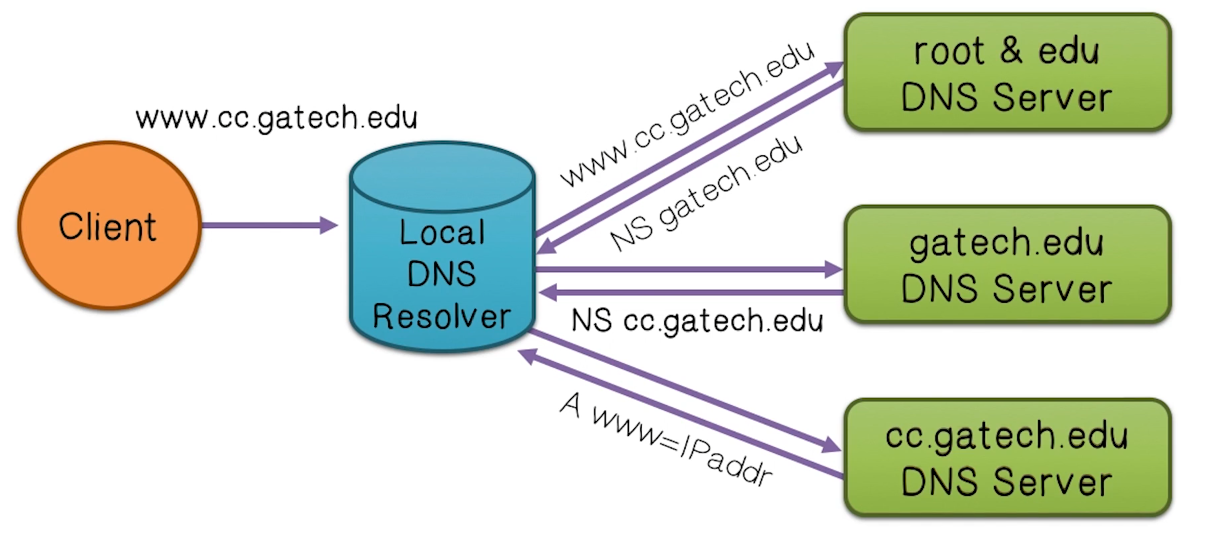 www.cc.gatech.edu
Client
Local
DNS
Resolver
www.cc.gatech.edu
NS gatech.edu
root & edu
DNS Server
gatech.edu
DNS Server
NS cc.gatech.edu
A www=IPaddr
cc.gatech.edu
DNS Server